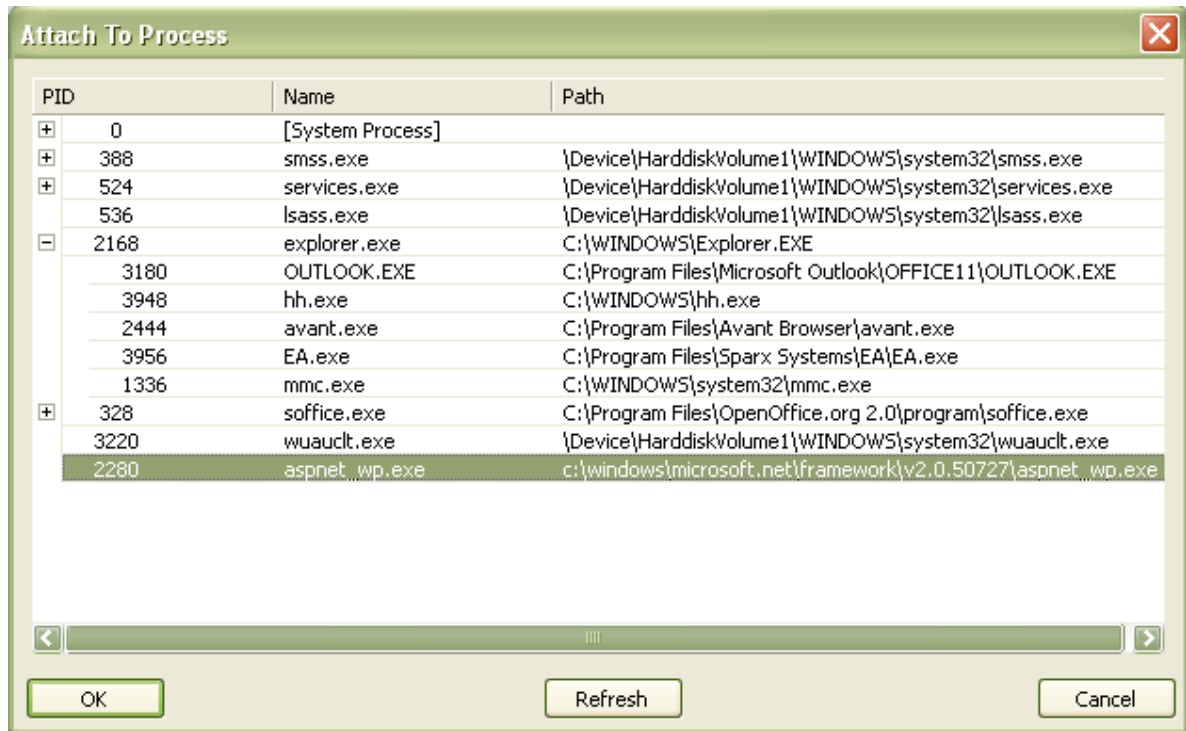 Attach To Process
PID Name Path
0 [System Process]
388 smss.exe \Device\HarddiskVolume1\WINDOWS\system32\smss.exe
524 services.exe \Device\HarddiskVolume1\WINDOWS\system32\services.exe
536 lsass.exe \Device\HarddiskVolume1\WINDOWS\system32\lsass.exe
2168 explorer.exe C:\WINDOWS\Explorer.EXE
3180 OUTLOOK.EXE C:\Program Files\Microsoft Outlook\OFFICE11\OUTLOOK.EXE
3948 hh.exe C:\WINDOWS\hh.exe
2444 avant.exe C:\Program Files\Avant Browser\avant.exe
3956 EA.exe C:\Program Files\Sparx Systems\EA\EA.exe
1336 mmc.exe C:\WINDOWS\system32\mmc.exe
328 soffice.exe C:\Program Files\OpenOffice.org 2.0\program\soffice.exe
3220 wuauclt.exe \Device\HarddiskVolume1\WINDOWS\system32\wuauclt.exe
2280 aspnet_wp.exe c:\windows\microsoft.net\framework\v2.0.50727\aspnet_wp.exe
OK Refresh Cancel